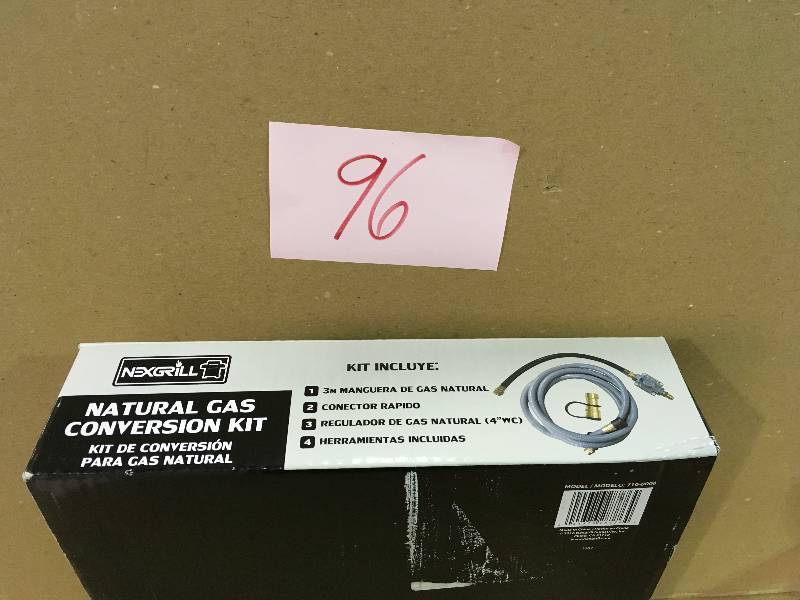 96
NEXGRILL
NATURAL GAS
CONVERSION KIT
KIT DE CONVERSIÓN
PARA GAS NATURAL
KIT INCLUYE:
1 3M MANGUERA DE GAS NATURAL
2 CONECTOR RAPIDO
3 REGULADOR DE GAS NATURAL (4"WC)
4 HERRAMIENTAS INCLUIDAS
MODEL / MODELO: